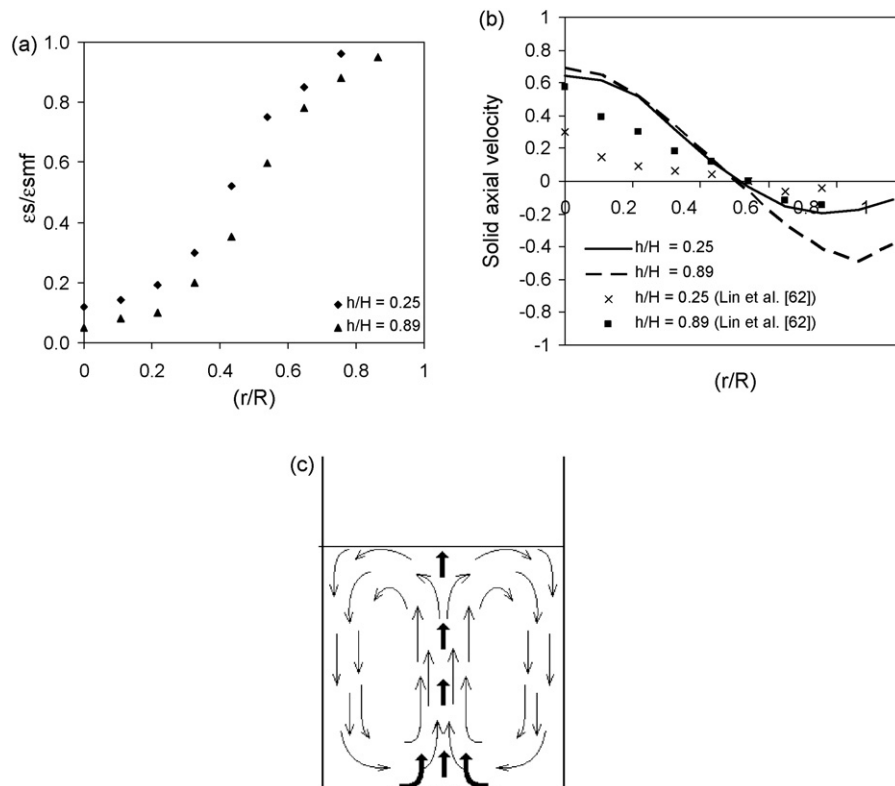 (a)
1.0
0.8
0.6
0.4
0.2
0.0
εs/εsmf
0
0.2
0.4
0.6
0.8
1
(r/R)
h/H = 0.25
h/H = 0.89
(b)
1
0.8
0.6
0.4
0.2
0
-0.2
-0.4
-0.6
-0.8
-1
Solid axial velocity
0
0.2
0.4
0.6
0.8
1
(r/R)
h/H = 0.25
h/H = 0.89
h/H = 0.25 (Lin et al. [62])
h/H = 0.89 (Lin et al. [62])
(c)